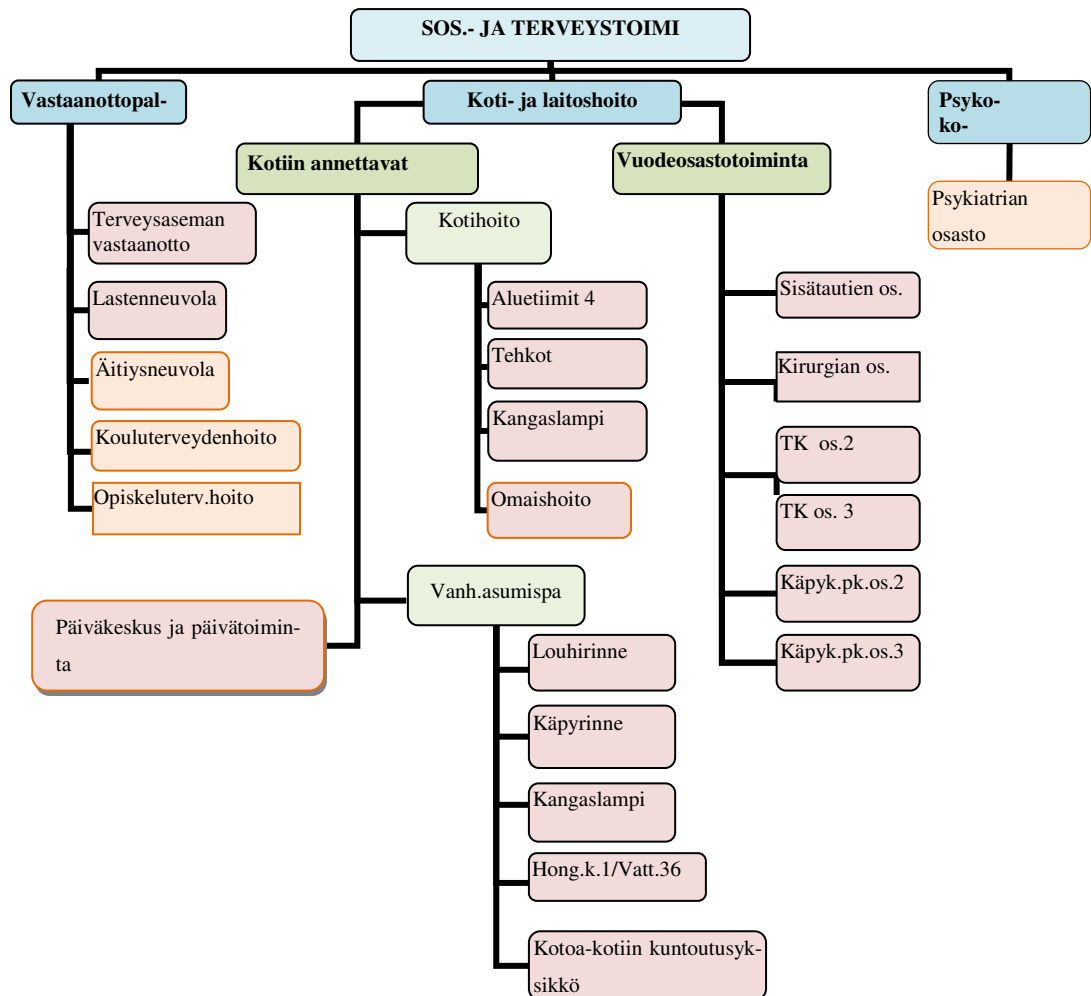 SOS.- JA TERVEYSTOIMI
Vastaanottopal-
Koti- ja laitoshoito
Psyko-
ko-
Kotiin annettavat
Vuodeosastotoiminta
Terveysaseman
vastaanotto
Lastenneuvola
Äitiysneuvola
Kouluterveydenhoito
Opiskeluterv.hoito
Kotihoito
Aluetiimit 4
Tehkot
Kangaslampi
Omaishoito
Vanh.asumispa
Päiväkeskus ja päivätoimin-
ta
Louhirinne
Käpyrinne
Kangaslampi
Hong.k.1/Vatt.36
Kotoa-kotiin kuntoutusyk-
sikkö
Sisätautien os.
Kirurgian os.
TK os.2
TK os. 3
Käpyk.pk.os.2
Käpyk.pk.os.3
Psykiatrian
osasto